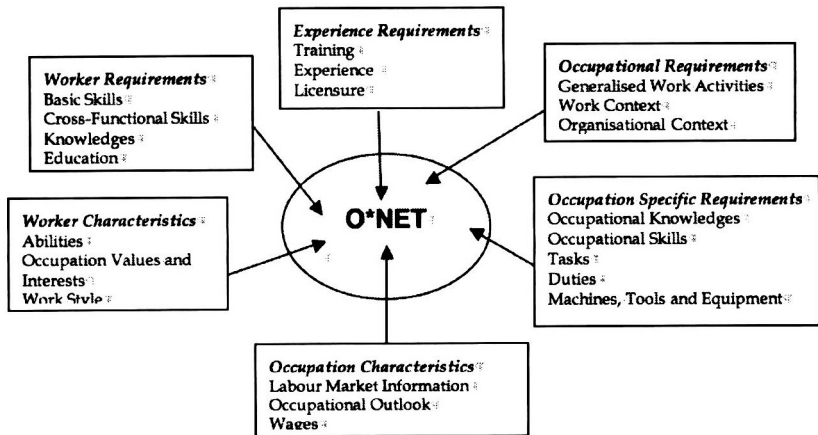 Experience Requirements
Training
Experience
Licensure
Worker Requirements
Basic Skills
Cross-Functional Skills
Knowledges
Education
Occupational Requirements
Generalised Work Activities
Work Context
Organisational Context
O*NET
Worker Characteristics
Abilities
Occupation Values and
Interests
Work Style
Occupation Specific Requirements
Occupational Knowledges
Occupational Skills
Tasks
Duties
Machines, Tools and Equipment
Occupation Characteristics
Labour Market Information
Occupational Outlook
Wages